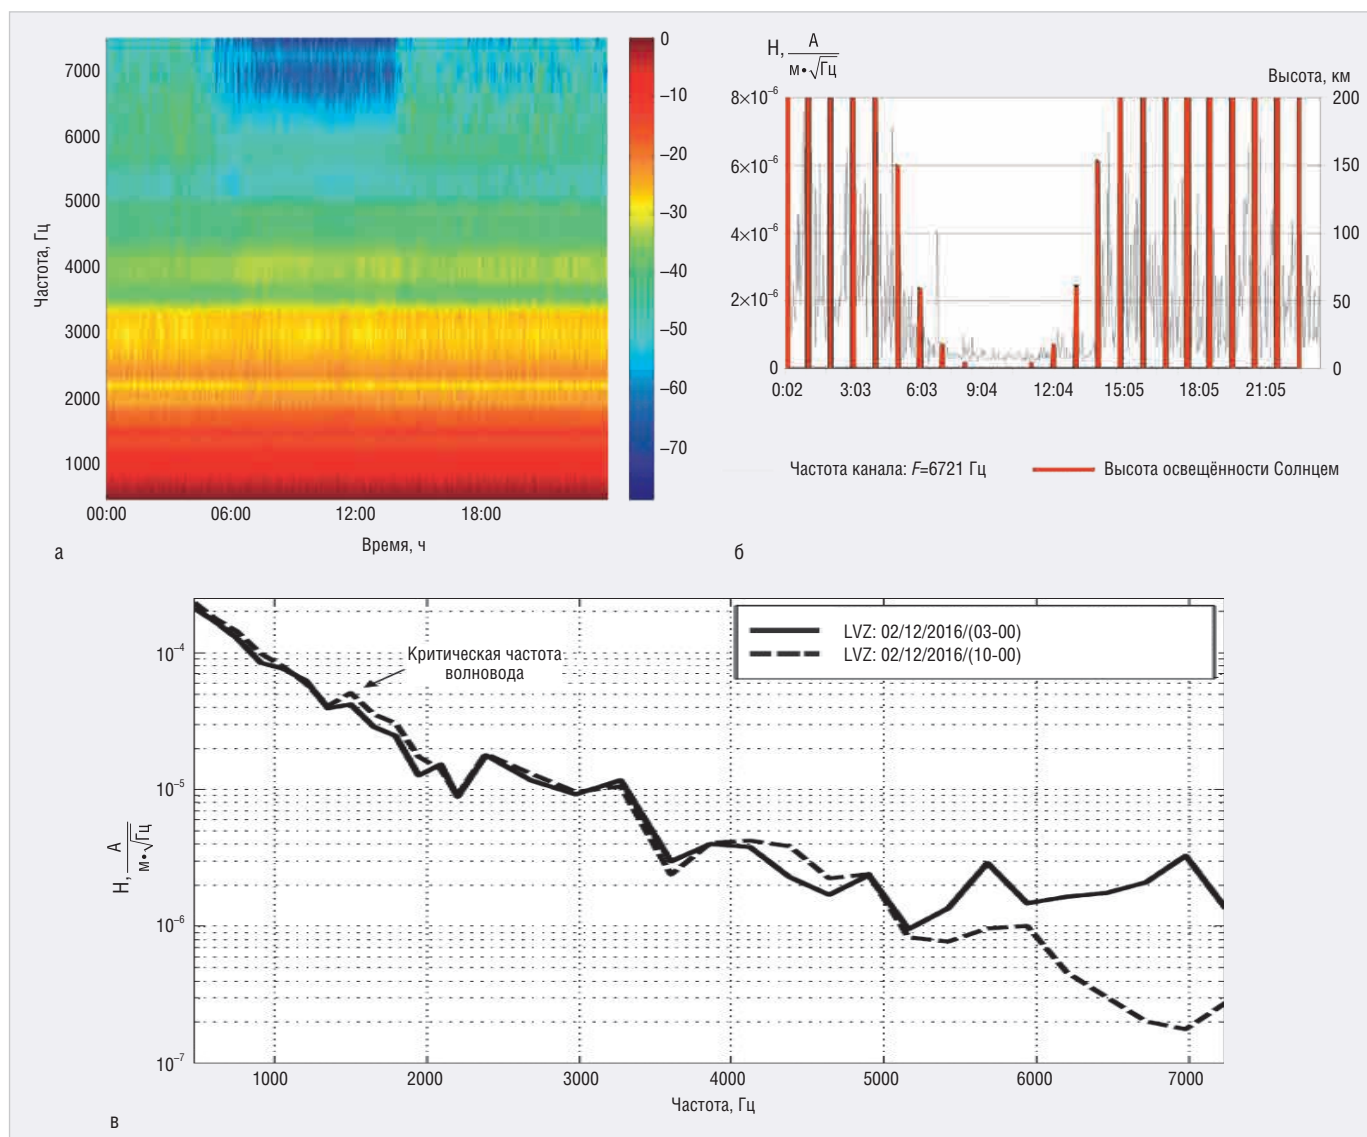 7000
6000
5000
4000
3000
2000
1000
Частота, Гц
00:00 06:00 12:00 18:00
Время, ч
0
–10
–20
–30
–40
–50
–60
–70
а
Н, А
м•√Гц
Высота, км
8×10⁻⁶
6×10⁻⁶
4×10⁻⁶
2×10⁻⁶
0
200
150
100
50
0
0:02 3:03 6:03 9:04 12:04 15:05 18:05 21:05
Частота канала: F=6721 Гц
Высота освещённости Солнцем
б
10⁻⁴
10⁻⁵
10⁻⁶
10⁻⁷
Н, А
м•√Гц
Критическая частота
волновода
LVZ: 02/12/2016/(03-00)
LVZ: 02/12/2016/(10-00)
1000 2000 3000 4000 5000 6000 7000
Частота, Гц
в